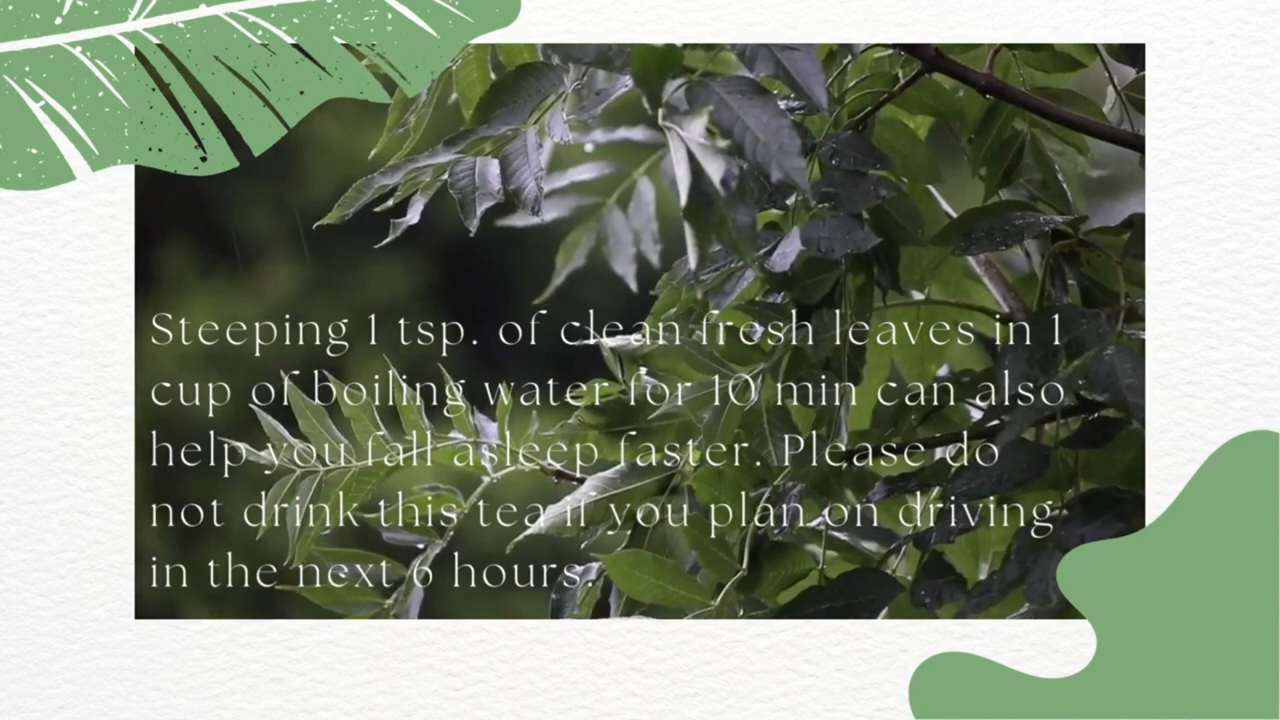 Steeping 1 tsp. of clean fresh leaves in 1
cup of boiling water for 10 min can also
help you fall asleep faster. Please do
not drink this tea if you plan on driving
in the next 6 hours.